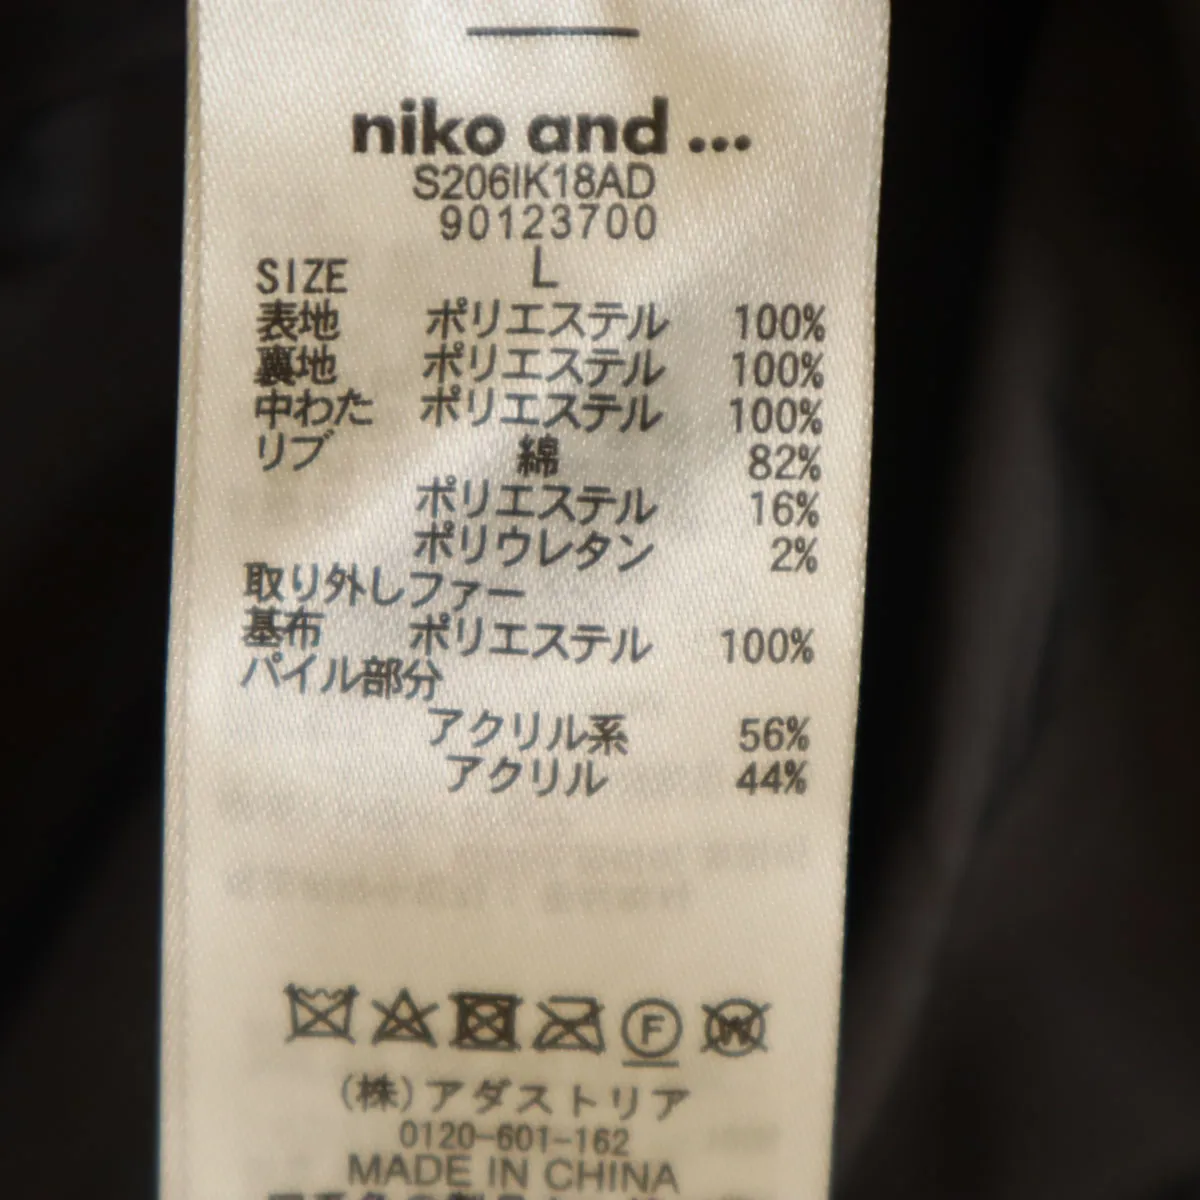 niko and ...
S206IK18AD
90123700
SIZE L
表地 ポリエステル 100%
裏地 ポリエステル 100%
中わた ポリエステル 100%
リブ 綿 82%
ポリエステル 16%
ポリウレタン 2%
取り外しファー
基布 ポリエステル 100%
パイル部分
アクリル系 56%
アクリル 44%
F
W
(株)アダストリア
0120-601-162
MADE IN CHINA